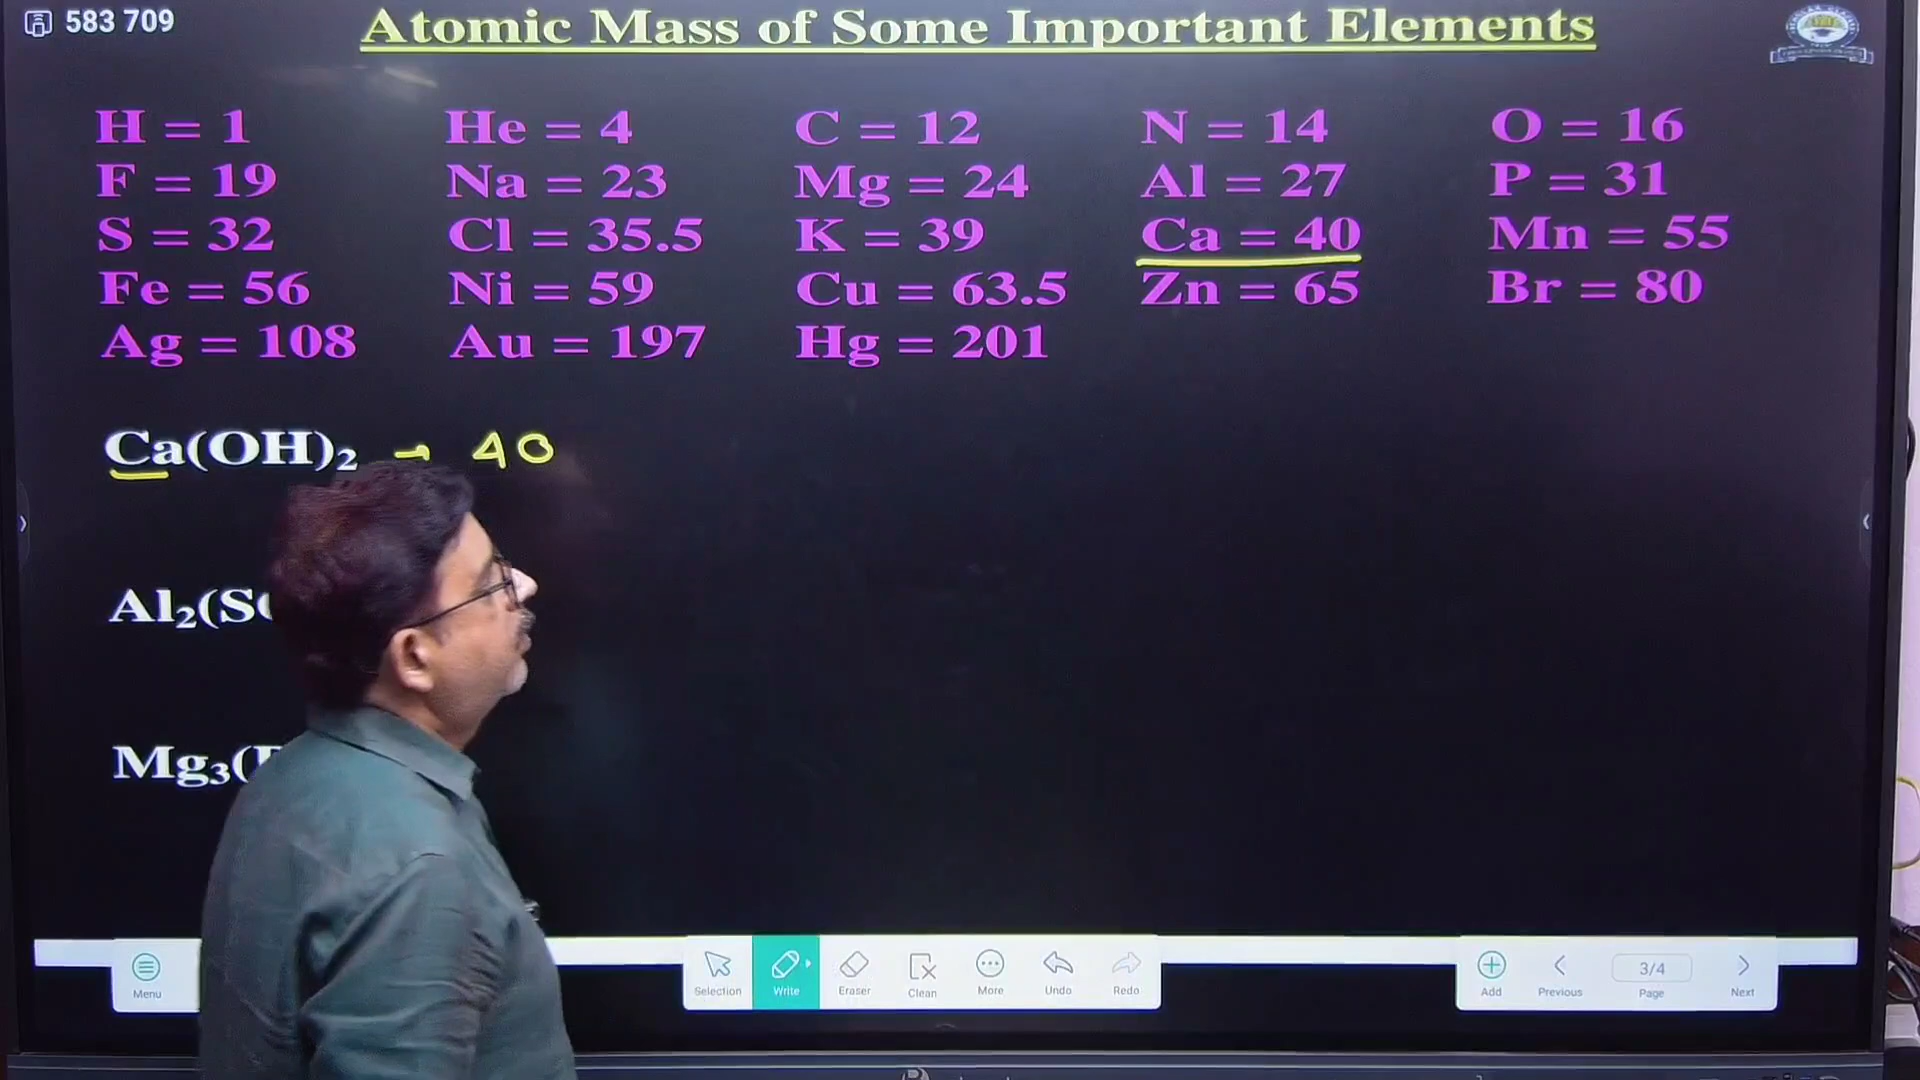 583 709
Atomic Mass of Some Important Elements
H = 1 He = 4 C = 12 N = 14 O = 16
F = 19 Na = 23 Mg = 24 Al = 27 P = 31
S = 32 Cl = 35.5 K = 39 Ca = 40 Mn = 55
Fe = 56 Ni = 59 Cu = 63.5 Zn = 65 Br = 80
Ag = 108 Au = 197 Hg = 201
Ca(OH)₂ → 40
Al₂(S
Mg₃(
Menu Selection Write Eraser Clean More Undo Redo Add Previous 3/4 Page Next